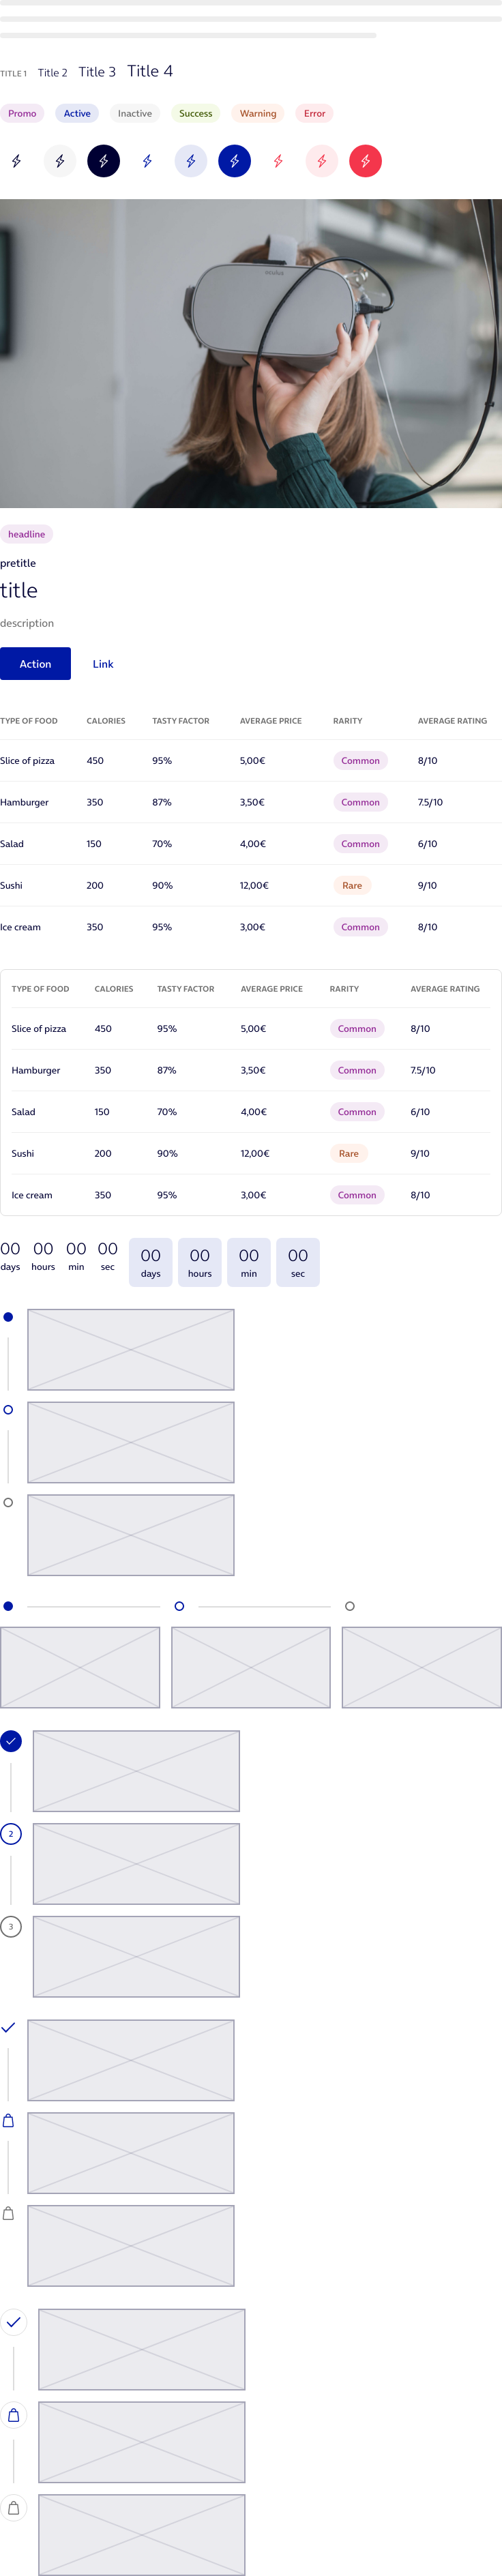 TITLE 1 Title 2 Title 3 Title 4
Promo Active Inactive Success Warning Error
oculus
headline
pretitle
title
description
Action Link
TYPE OF FOOD CALORIES TASTY FACTOR AVERAGE PRICE RARITY AVERAGE RATING
Slice of pizza 450 95% 5,00€ Common 8/10
Hamburger 350 87% 3,50€ Common 7.5/10
Salad 150 70% 4,00€ Common 6/10
Sushi 200 90% 12,00€ Rare 9/10
Ice cream 350 95% 3,00€ Common 8/10
TYPE OF FOOD CALORIES TASTY FACTOR AVERAGE PRICE RARITY AVERAGE RATING
Slice of pizza 450 95% 5,00€ Common 8/10
Hamburger 350 87% 3,50€ Common 7.5/10
Salad 150 70% 4,00€ Common 6/10
Sushi 200 90% 12,00€ Rare 9/10
Ice cream 350 95% 3,00€ Common 8/10
00 00 00 00 00 00 00 00
days hours min sec days hours min sec
2
3